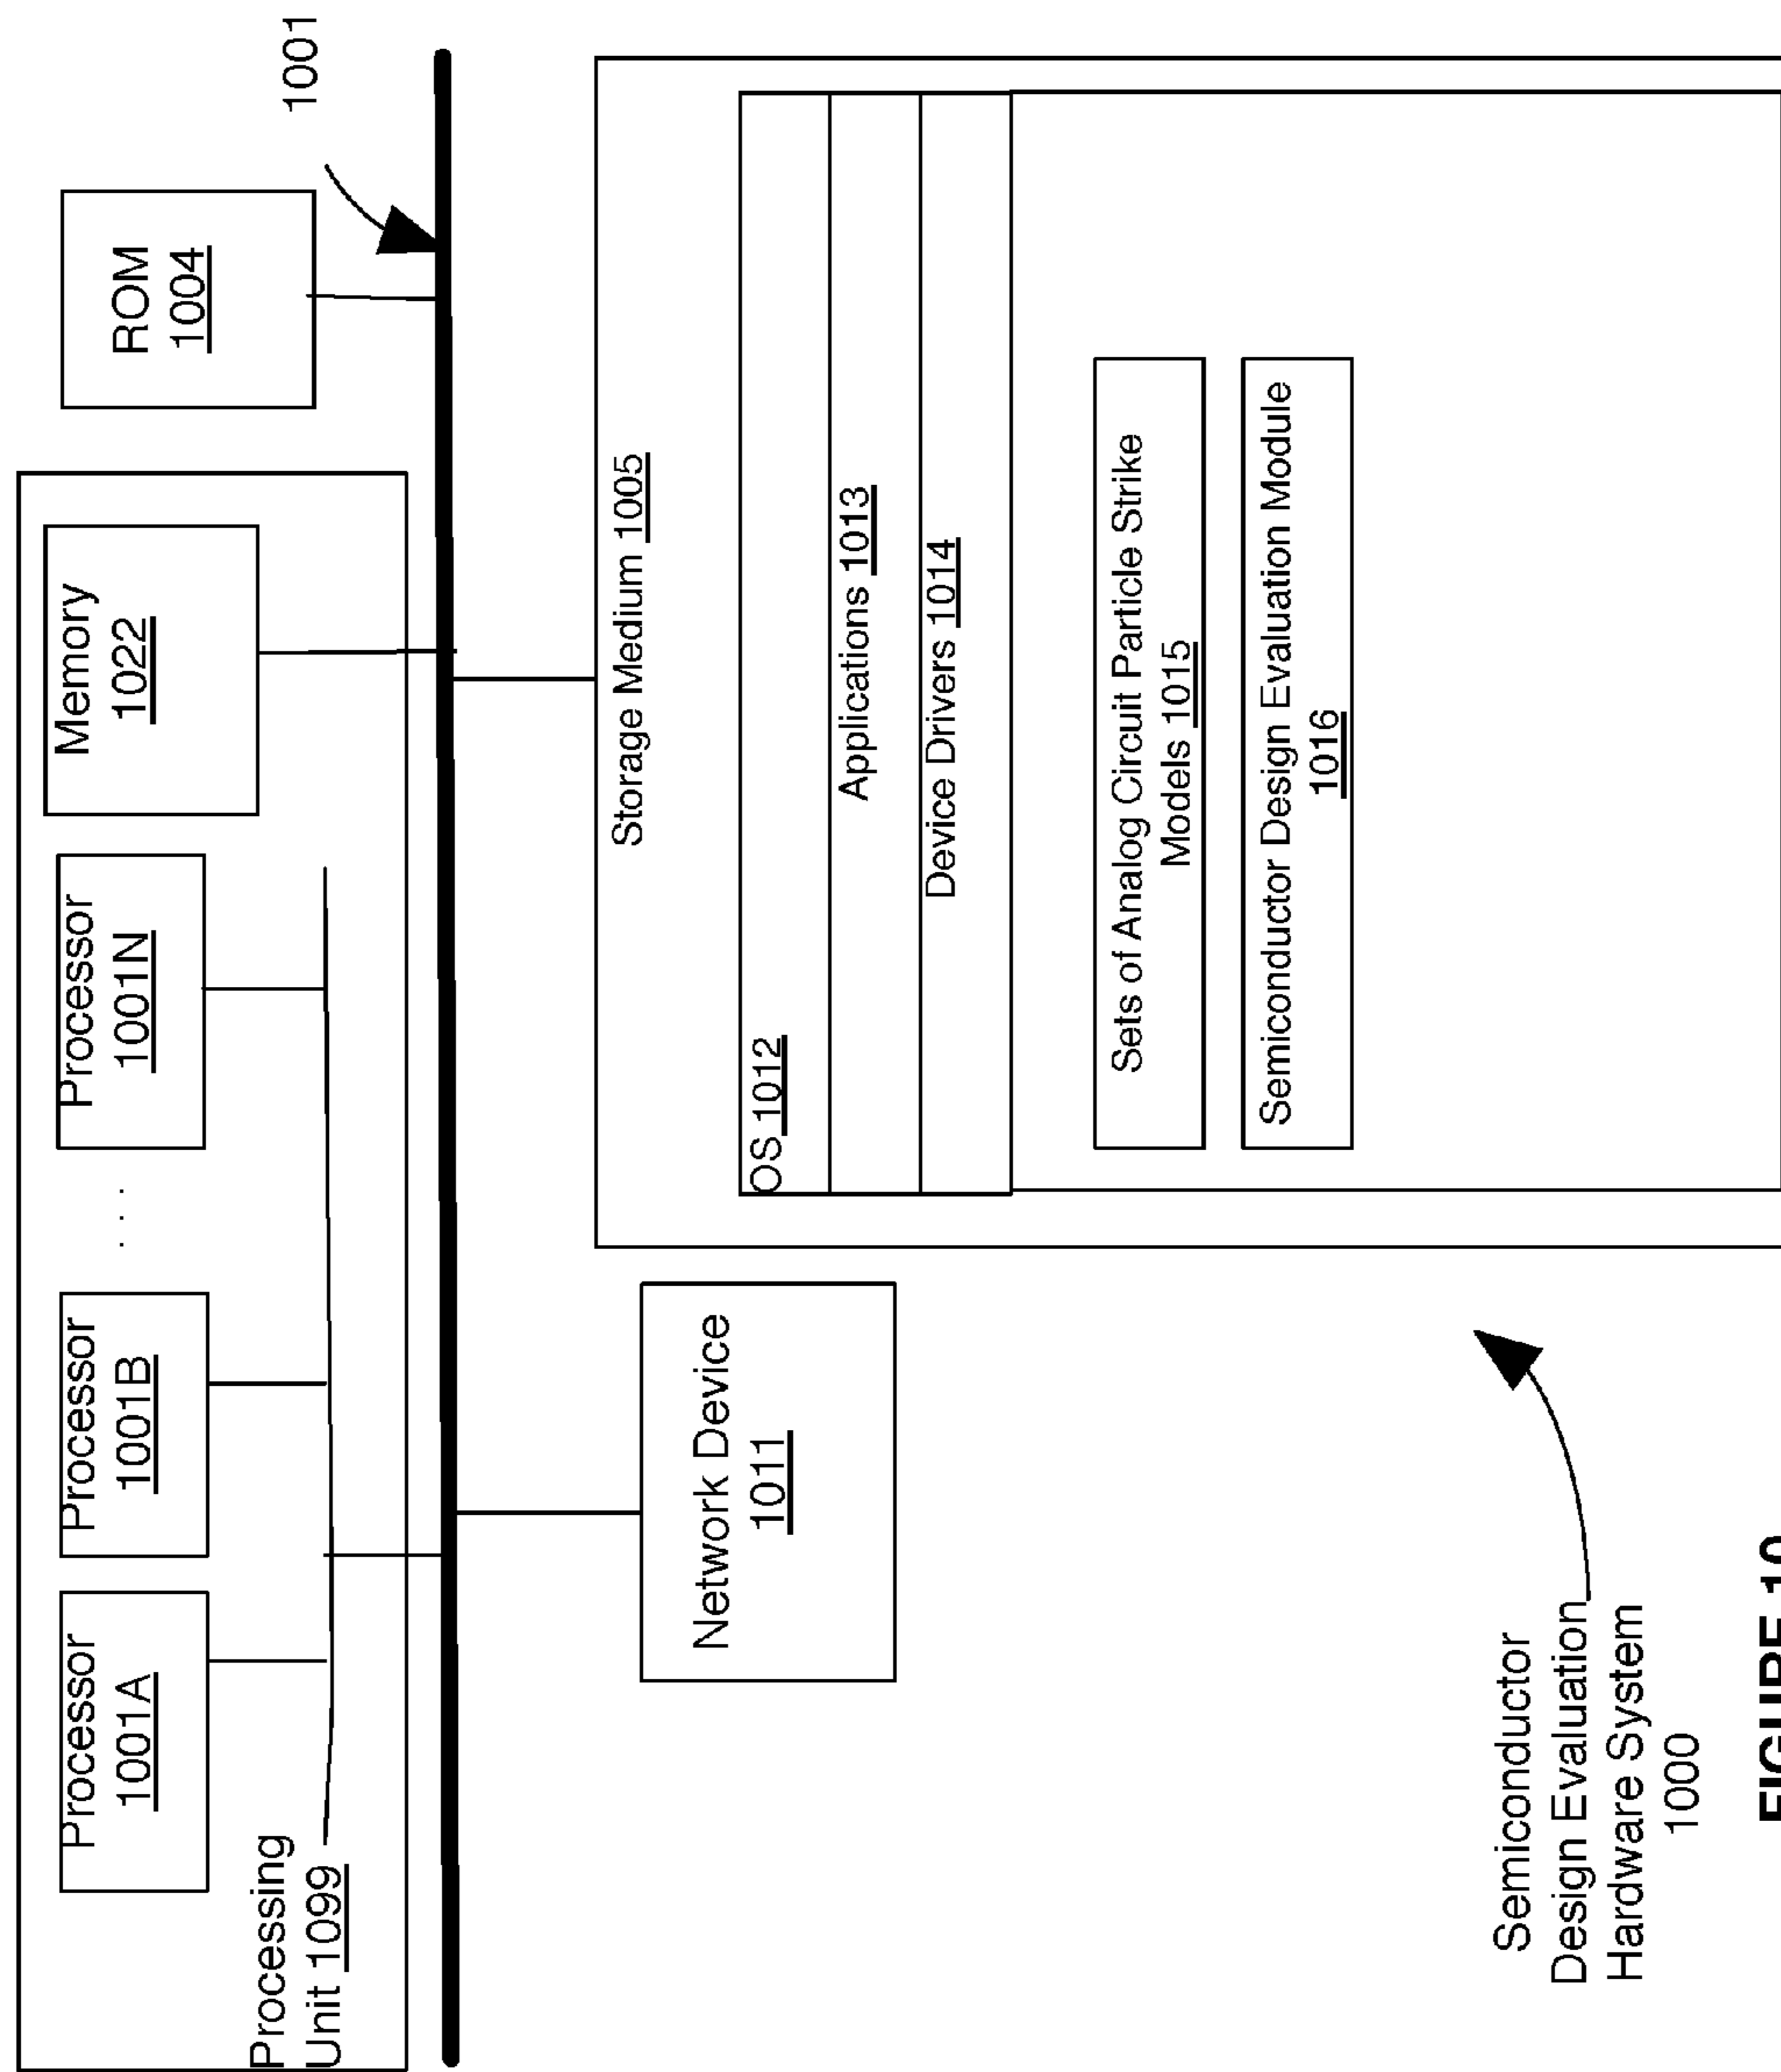 Processor
1001A
Processor
1001B
. . .
Processor
1001N
Memory
1022
ROM
1004
Processing
Unit 1099
1001
Network Device
1011
Storage Medium 1005
OS 1012
Applications 1013
Device Drivers 1014
Sets of Analog Circuit Particle Strike
Models 1015
Semiconductor Design Evaluation Module
1016
Semiconductor
Design Evaluation
Hardware System
1000
FIGURE 10